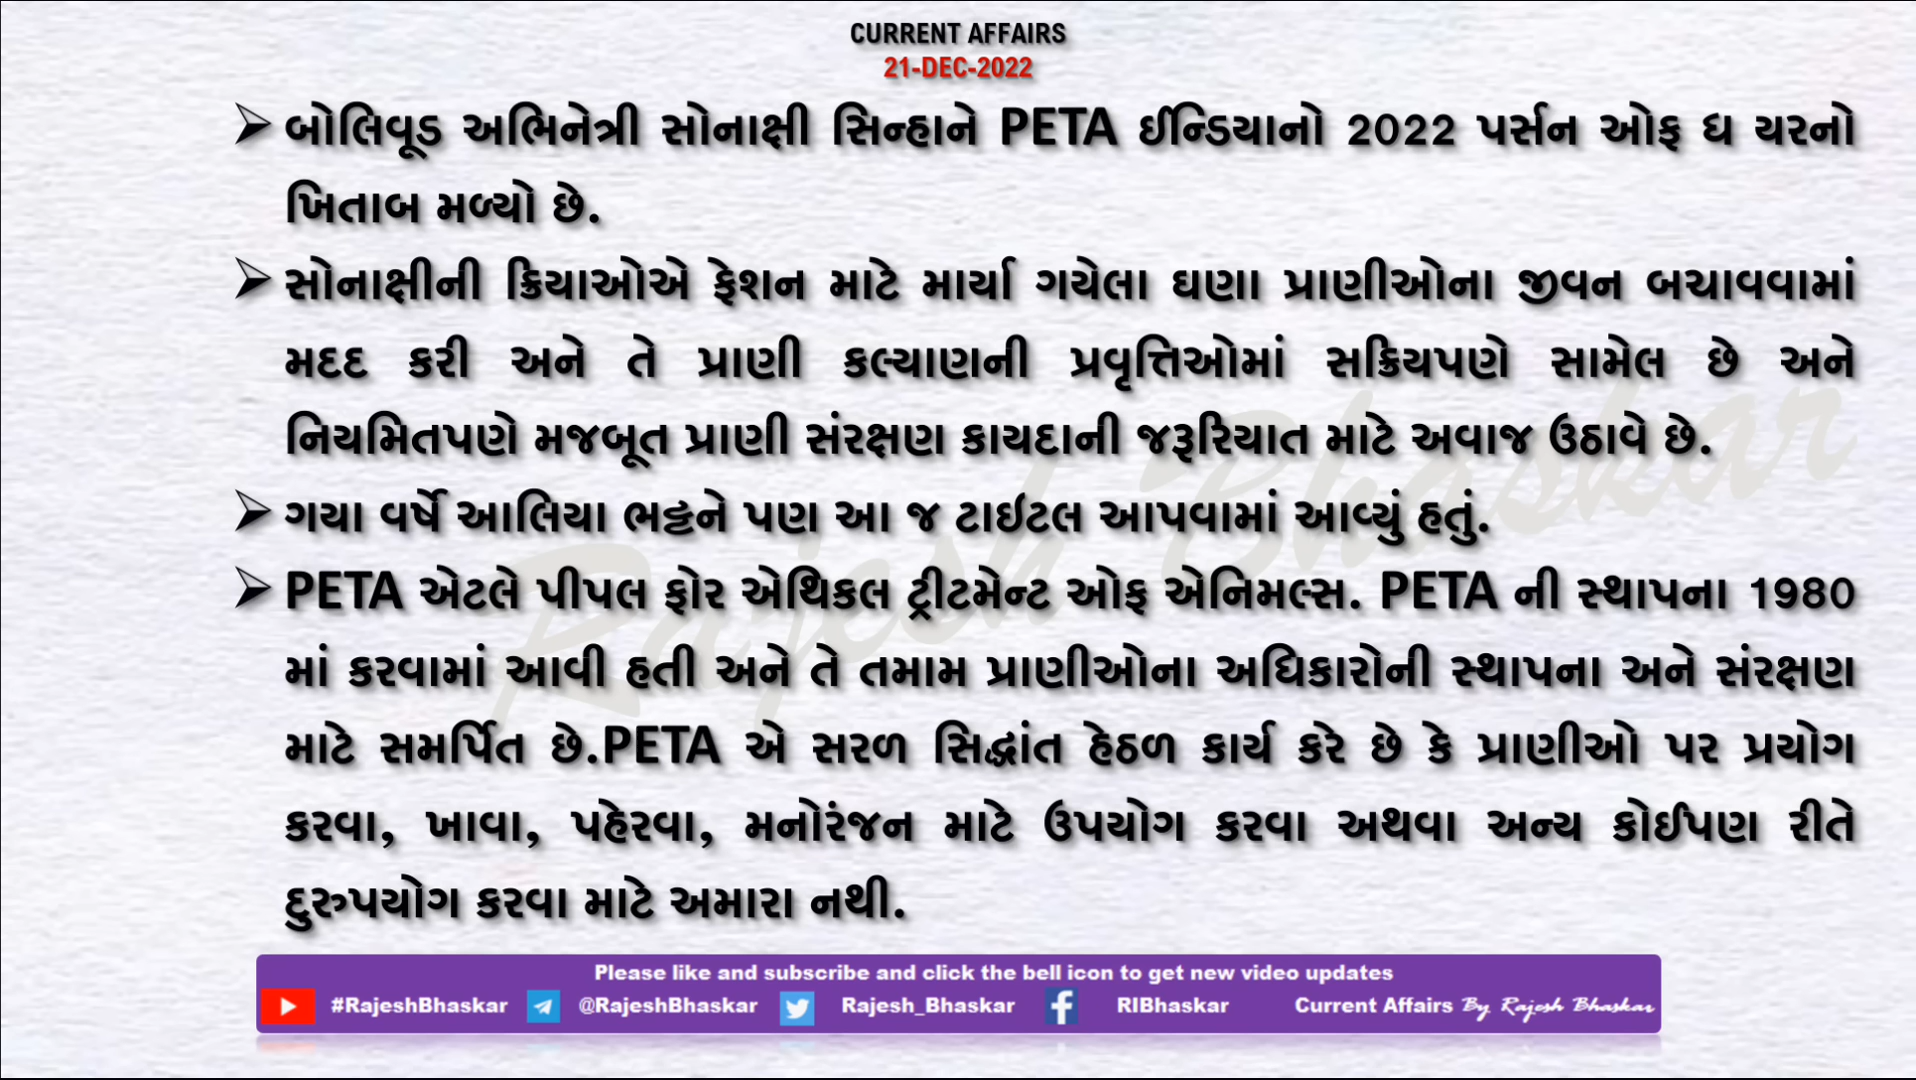 CURRENT AFFAIRS
21-DEC-2022
➢ બોલિવૂડ અભિનેત્રી સોનાક્ષી સિન્હાને PETA ઈન્ડિયાનો 2022 પર્સન ઓફ ધ યરનો
ખિતાબ મળ્યો છે.
➢ સોનાક્ષીની ક્રિયાઓએ ફેશન માટે માર્યા ગયેલા ઘણા પ્રાણીઓના જીવન બચાવવામાં
મદદ કરી અને તે પ્રાણી કલ્યાણની પ્રવૃત્તિઓમાં સક્રિયપણે સામેલ છે અને
નિયમિતપણે મજબૂત પ્રાણી સંરક્ષણ કાયદાની જરૂરિયાત માટે અવાજ ઉઠાવે છે.
➢ ગયા વર્ષે આલિયા ભટ્ટને પણ આ જ ટાઈટલ આપવામાં આવ્યું હતું.
➢ PETA એટલે પીપલ ફોર એથિકલ ટ્રીટમેન્ટ ઓફ એનિમલ્સ. PETA ની સ્થાપના 1980
માં કરવામાં આવી હતી અને તે તમામ પ્રાણીઓના અધિકારોની સ્થાપના અને સંરક્ષણ
માટે સમર્પિત છે.PETA એ સરળ સિદ્ધાંત હેઠળ કાર્ય કરે છે કે પ્રાણીઓ પર પ્રયોગ
કરવા, ખાવા, પહેરવા, મનોરંજન માટે ઉપયોગ કરવા અથવા અન્ય કોઈપણ રીતે
દુરુપયોગ કરવા માટે અમારા નથી.
Rajesh Bhaskar
Please like and subscribe and click the bell icon to get new video updates
#RajeshBhaskar @RajeshBhaskar Rajesh_Bhaskar RIBhaskar Current Affairs By Rajesh Bhaskar